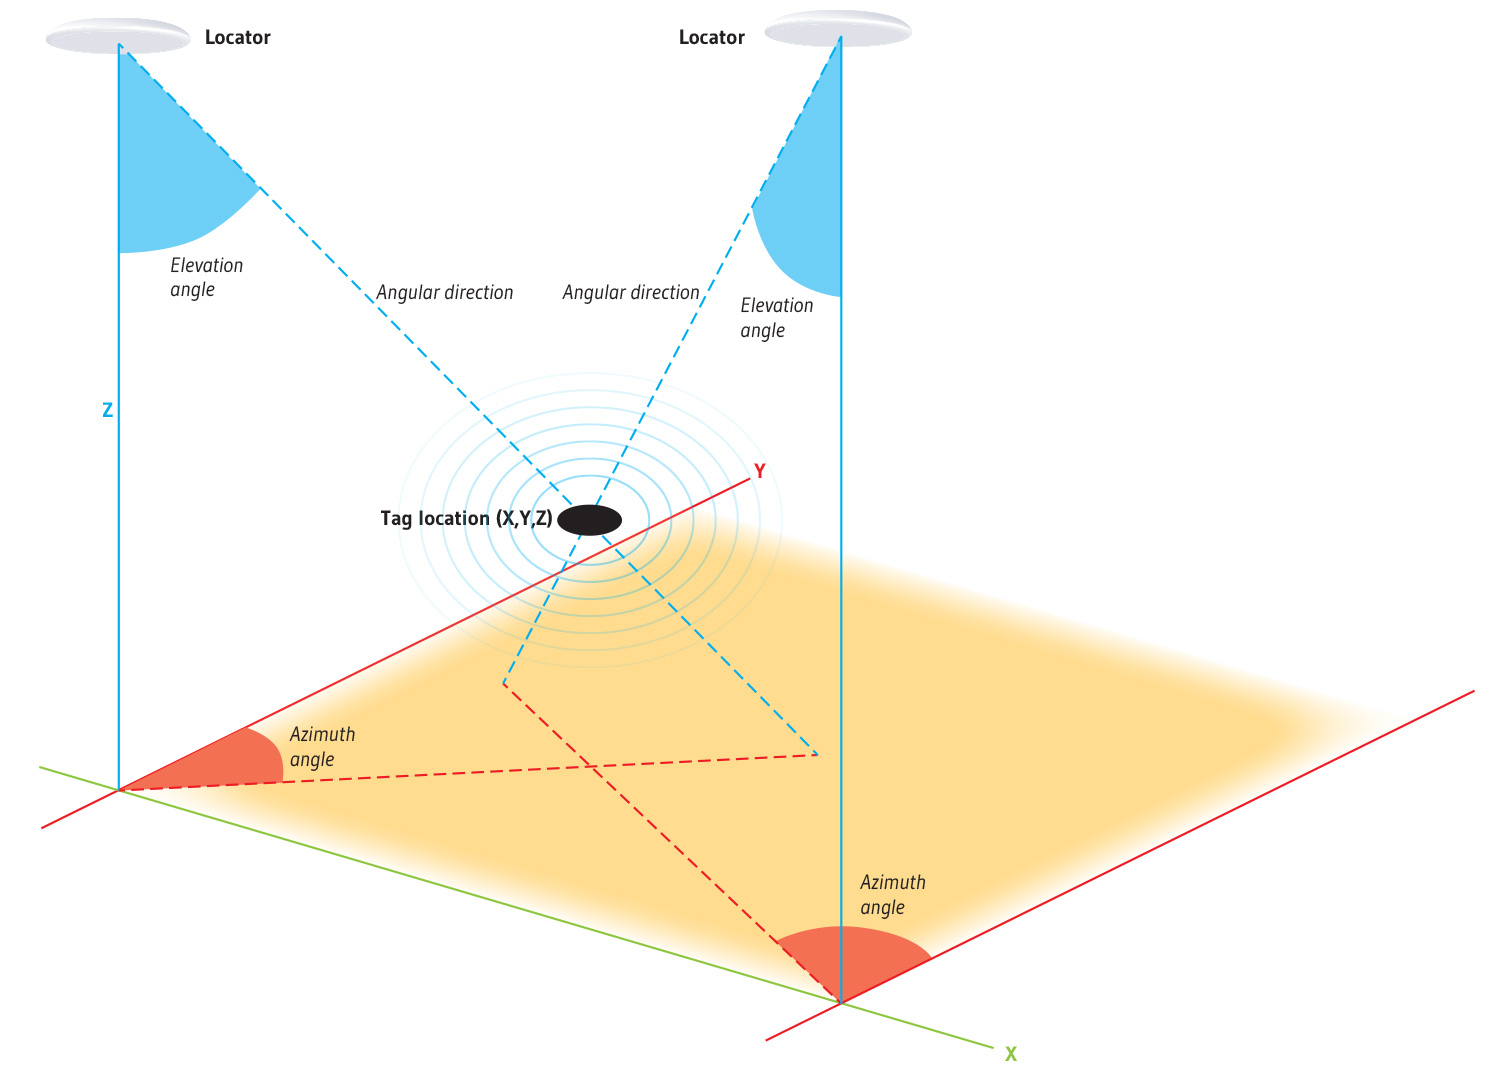 Locator
Locator
Elevation
angle
Angular direction
Angular direction
Elevation
angle
Z
Y
Tag location (X,Y,Z)
Azimuth
angle
Azimuth
angle
X